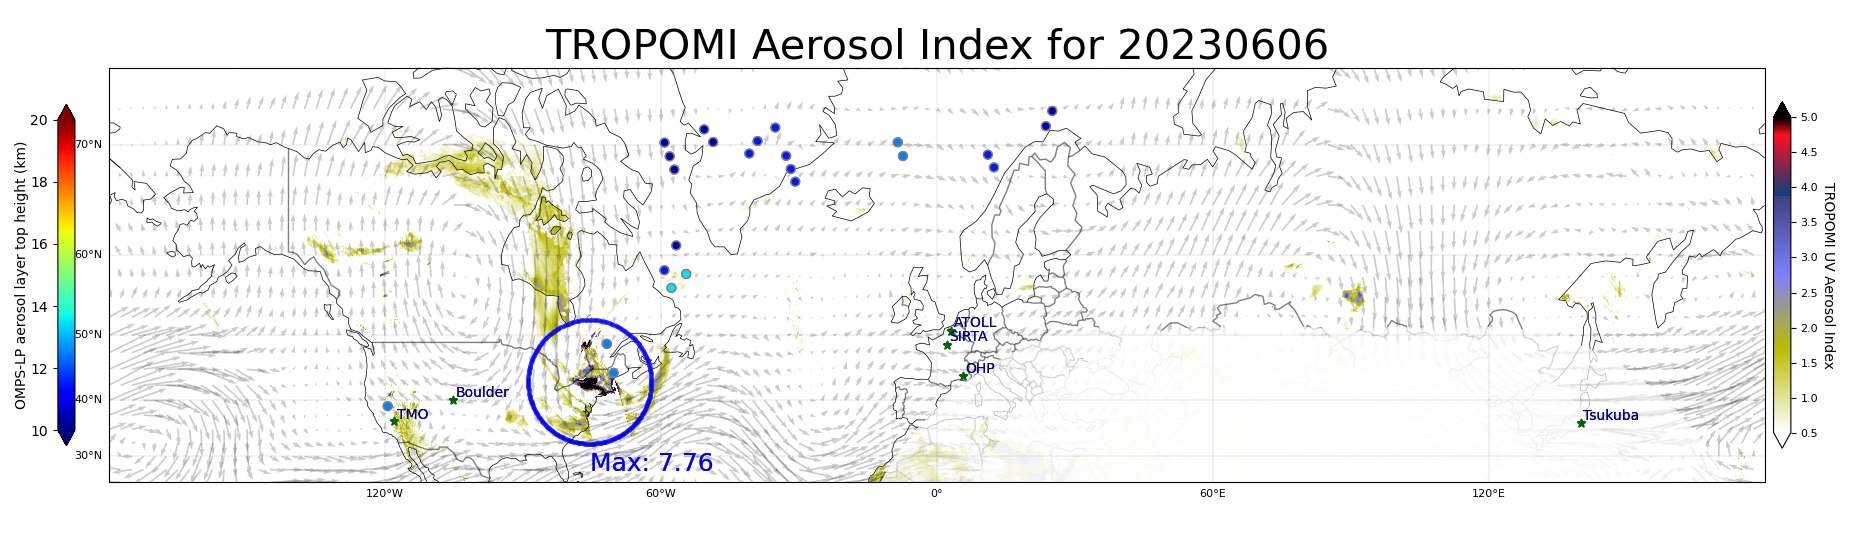 TROPOMI Aerosol Index for 20230606
OMPS-LP aerosol layer top height (km)
20
18
16
14
12
10
70°N
60°N
50°N
40°N
30°N
120°W
60°W
0°
60°E
120°E
ATOLL
SIRTA
OHP
Boulder
TMO
Tsukuba
Max: 7.76
5.0
4.5
4.0
3.5
3.0
2.5
2.0
1.5
1.0
0.5
TROPOMI UV Aerosol Index